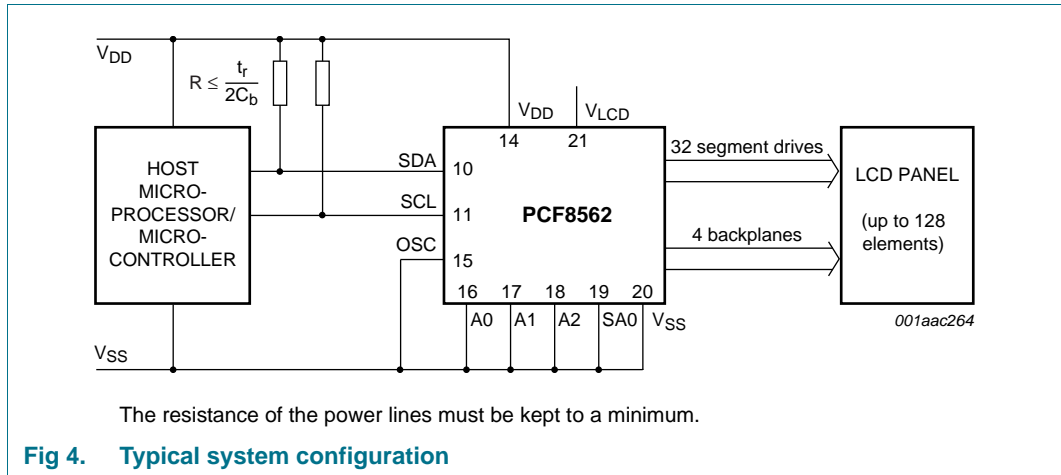 VDD
R ≤ tr
2Cb
VDD
VLCD
14
21
HOST
MICRO-
PROCESSOR/
MICRO-
CONTROLLER
SDA
10
SCL
11
OSC
15
PCF8562
16
17
18
19
20
A0
A1
A2
SA0
VSS
32 segment drives
4 backplanes
LCD PANEL
(up to 128
elements)
001aac264
VSS
The resistance of the power lines must be kept to a minimum.
Fig 4. Typical system configuration